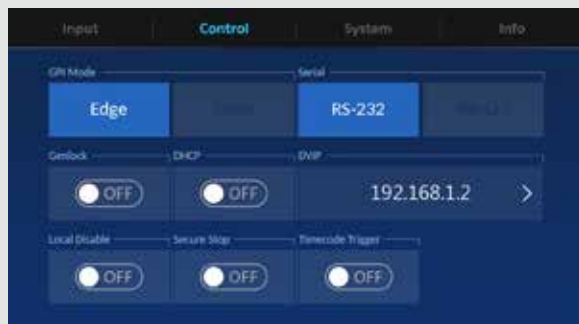 Input Control System Info
GPI Mode Serial
Edge RS-232
Genlock DHCP DVIP
OFF OFF 192.168.1.2 >
Local Disable Secure Stop Timecode Trigger
OFF OFF OFF